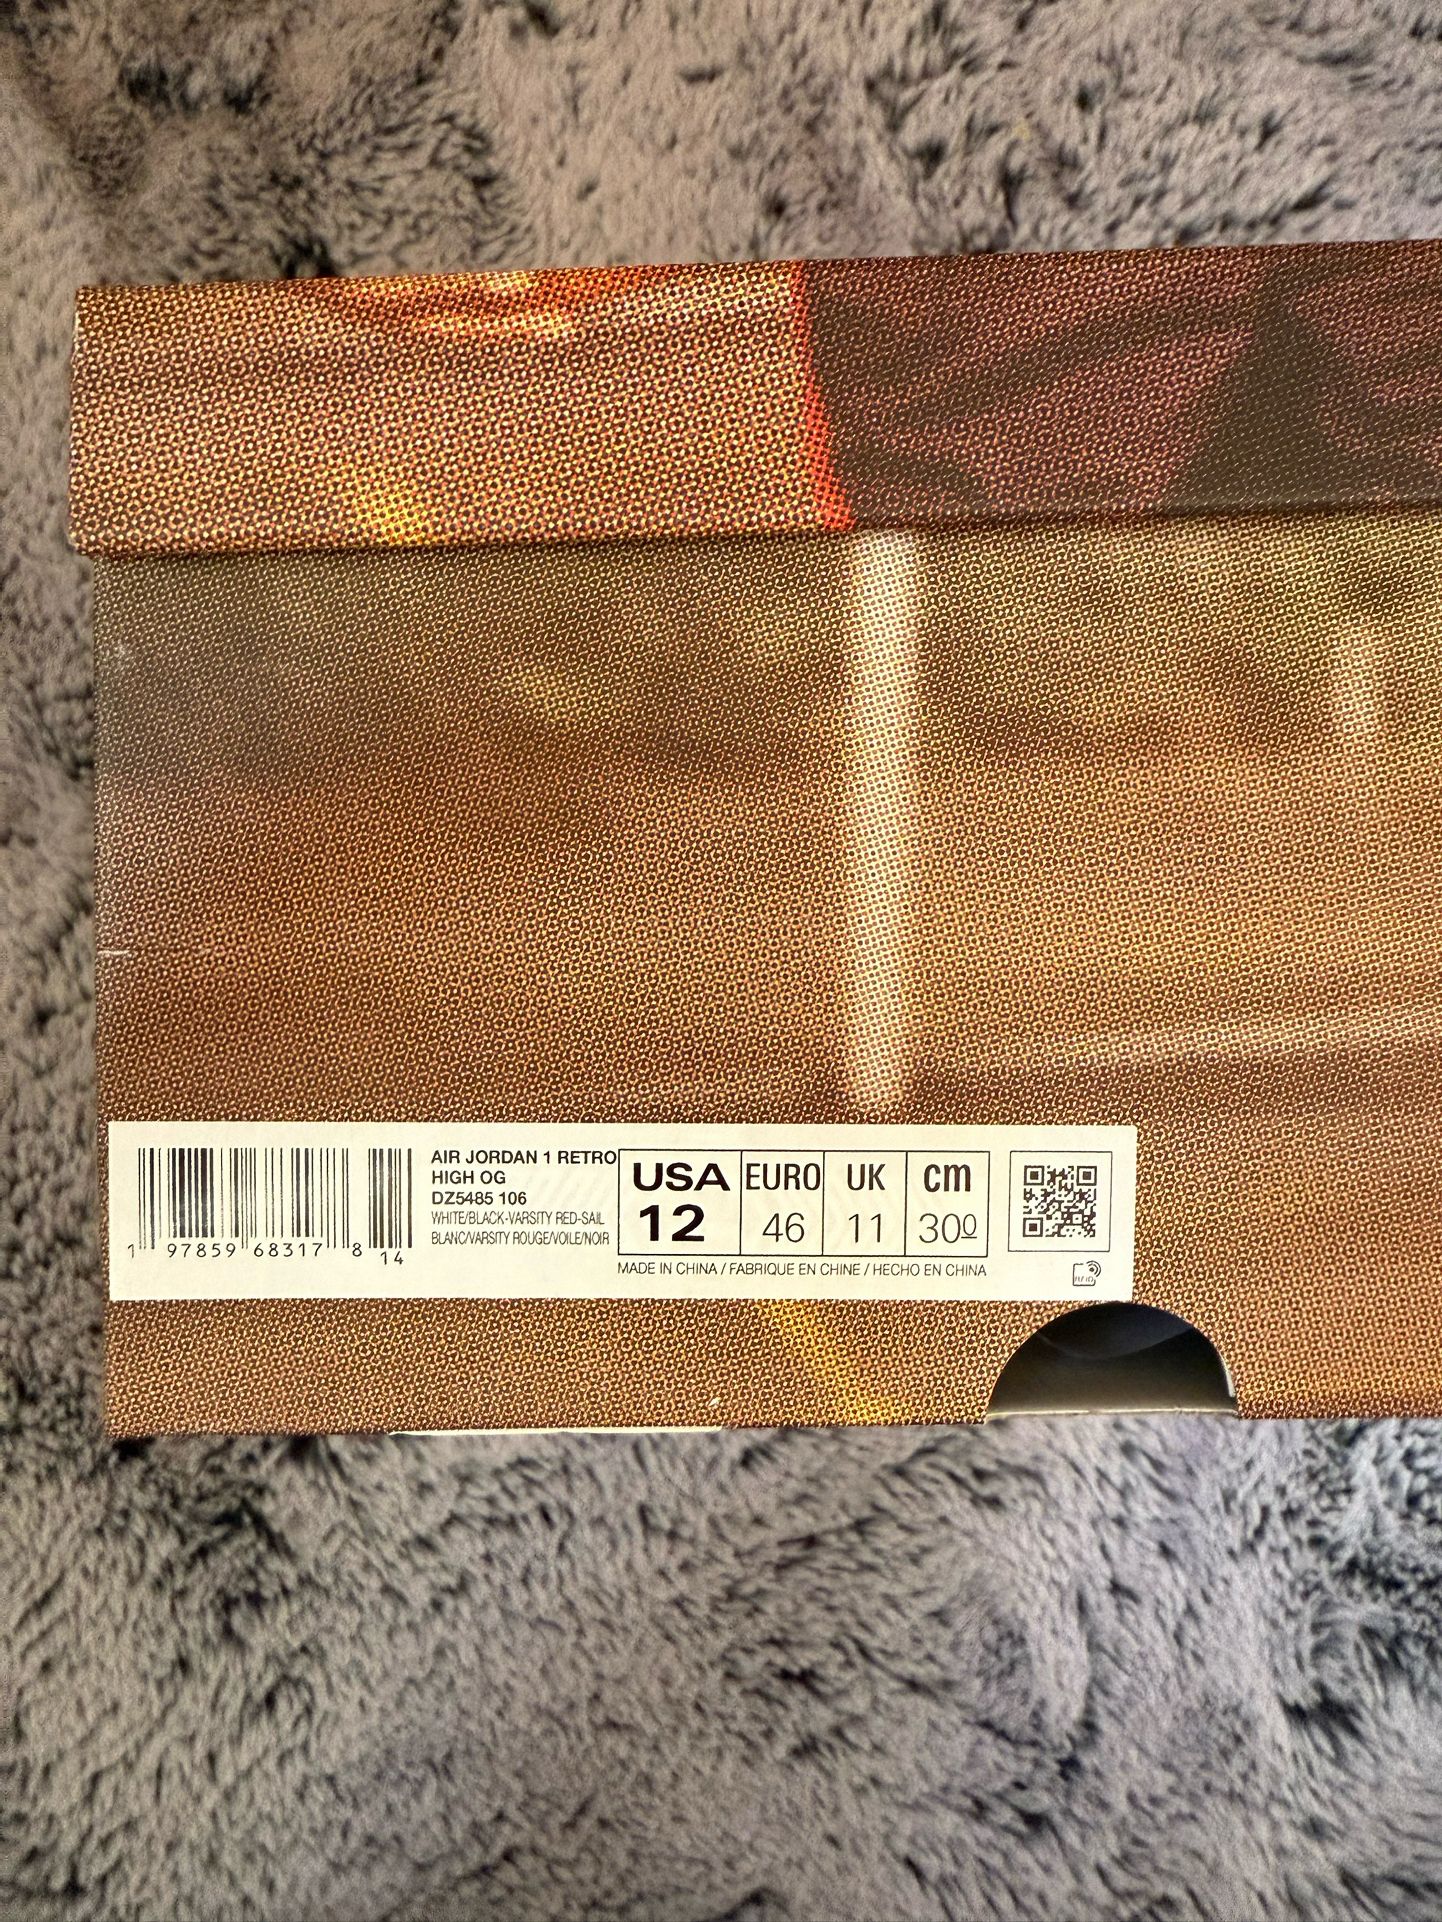 AIR JORDAN 1 RETRO
HIGH OG
DZ5485 106
WHITE/BLACK-VARSITY RED-SAIL
BLANC/VARSITY ROUGE/VOILE/NOIR
1 97859 68317 8 14
USA EURO UK cm
12 46 11 300
MADE IN CHINA / FABRIQUE EN CHINE / HECHO EN CHINA
RFID